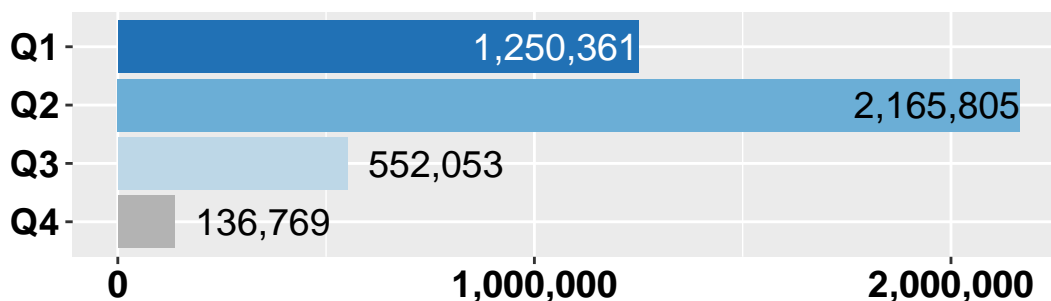 Q1 1,250,361
Q2 2,165,805
Q3 552,053
Q4 136,769
0 1,000,000 2,000,000